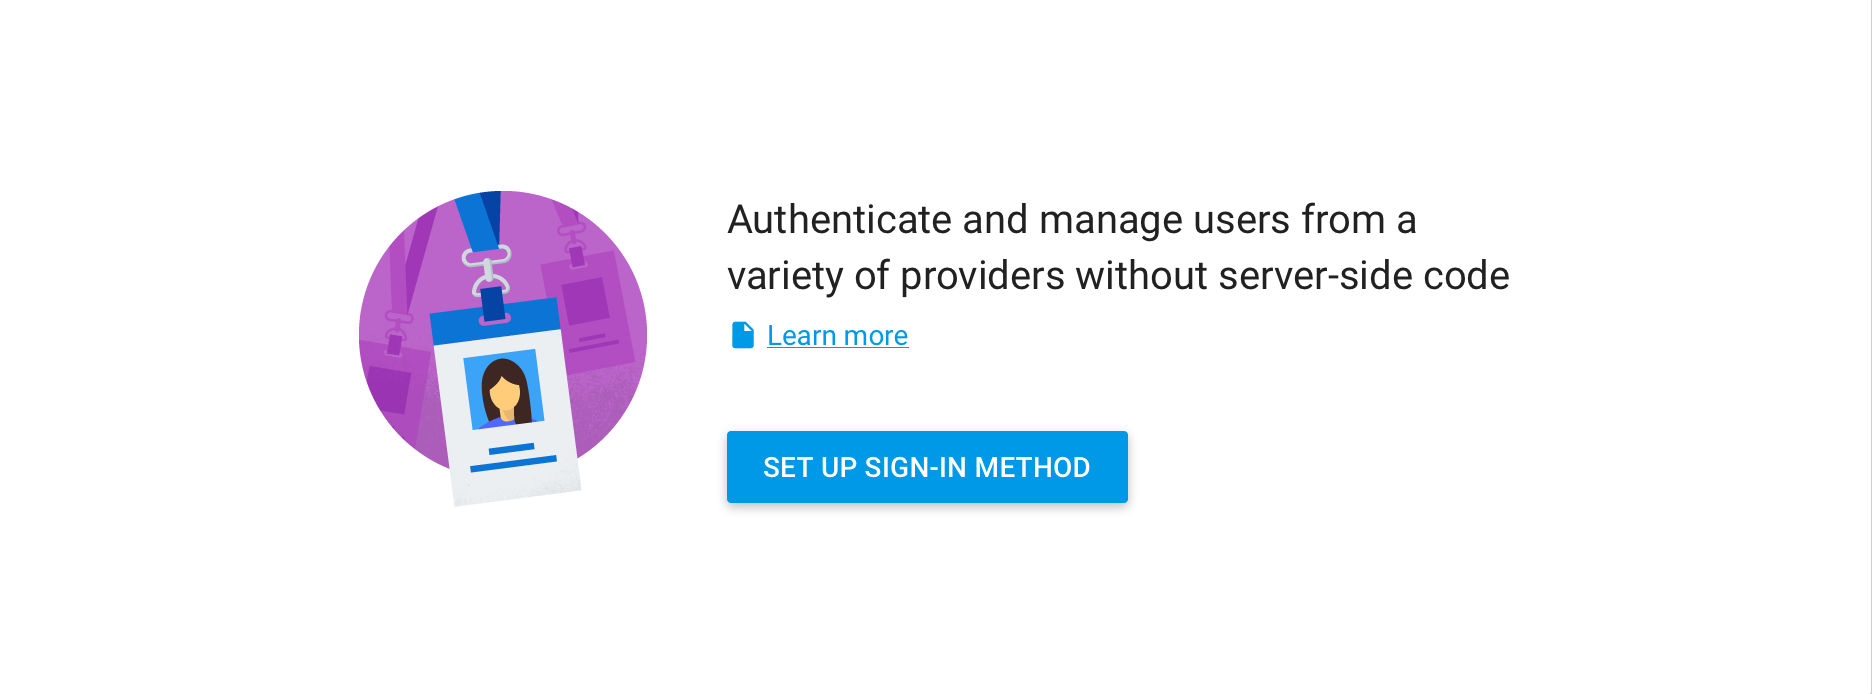 Authenticate and manage users from a
variety of providers without server-side code
Learn more
SET UP SIGN-IN METHOD